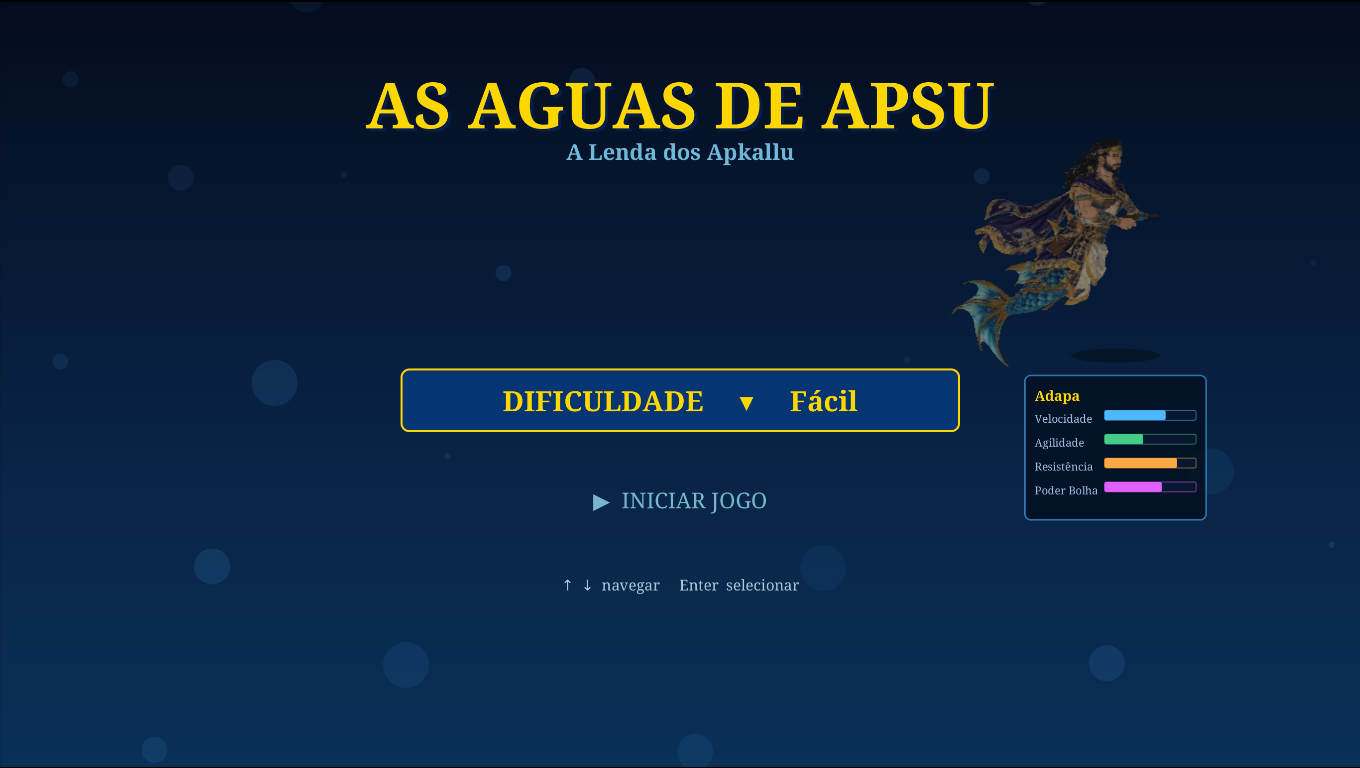 AS AGUAS DE APSU
A Lenda dos Apkallu
DIFICULDADE ▼ Fácil
▶ INICIAR JOGO
↑ ↓ navegar Enter selecionar
Adapa
Velocidade
Agilidade
Resistência
Poder Bolha